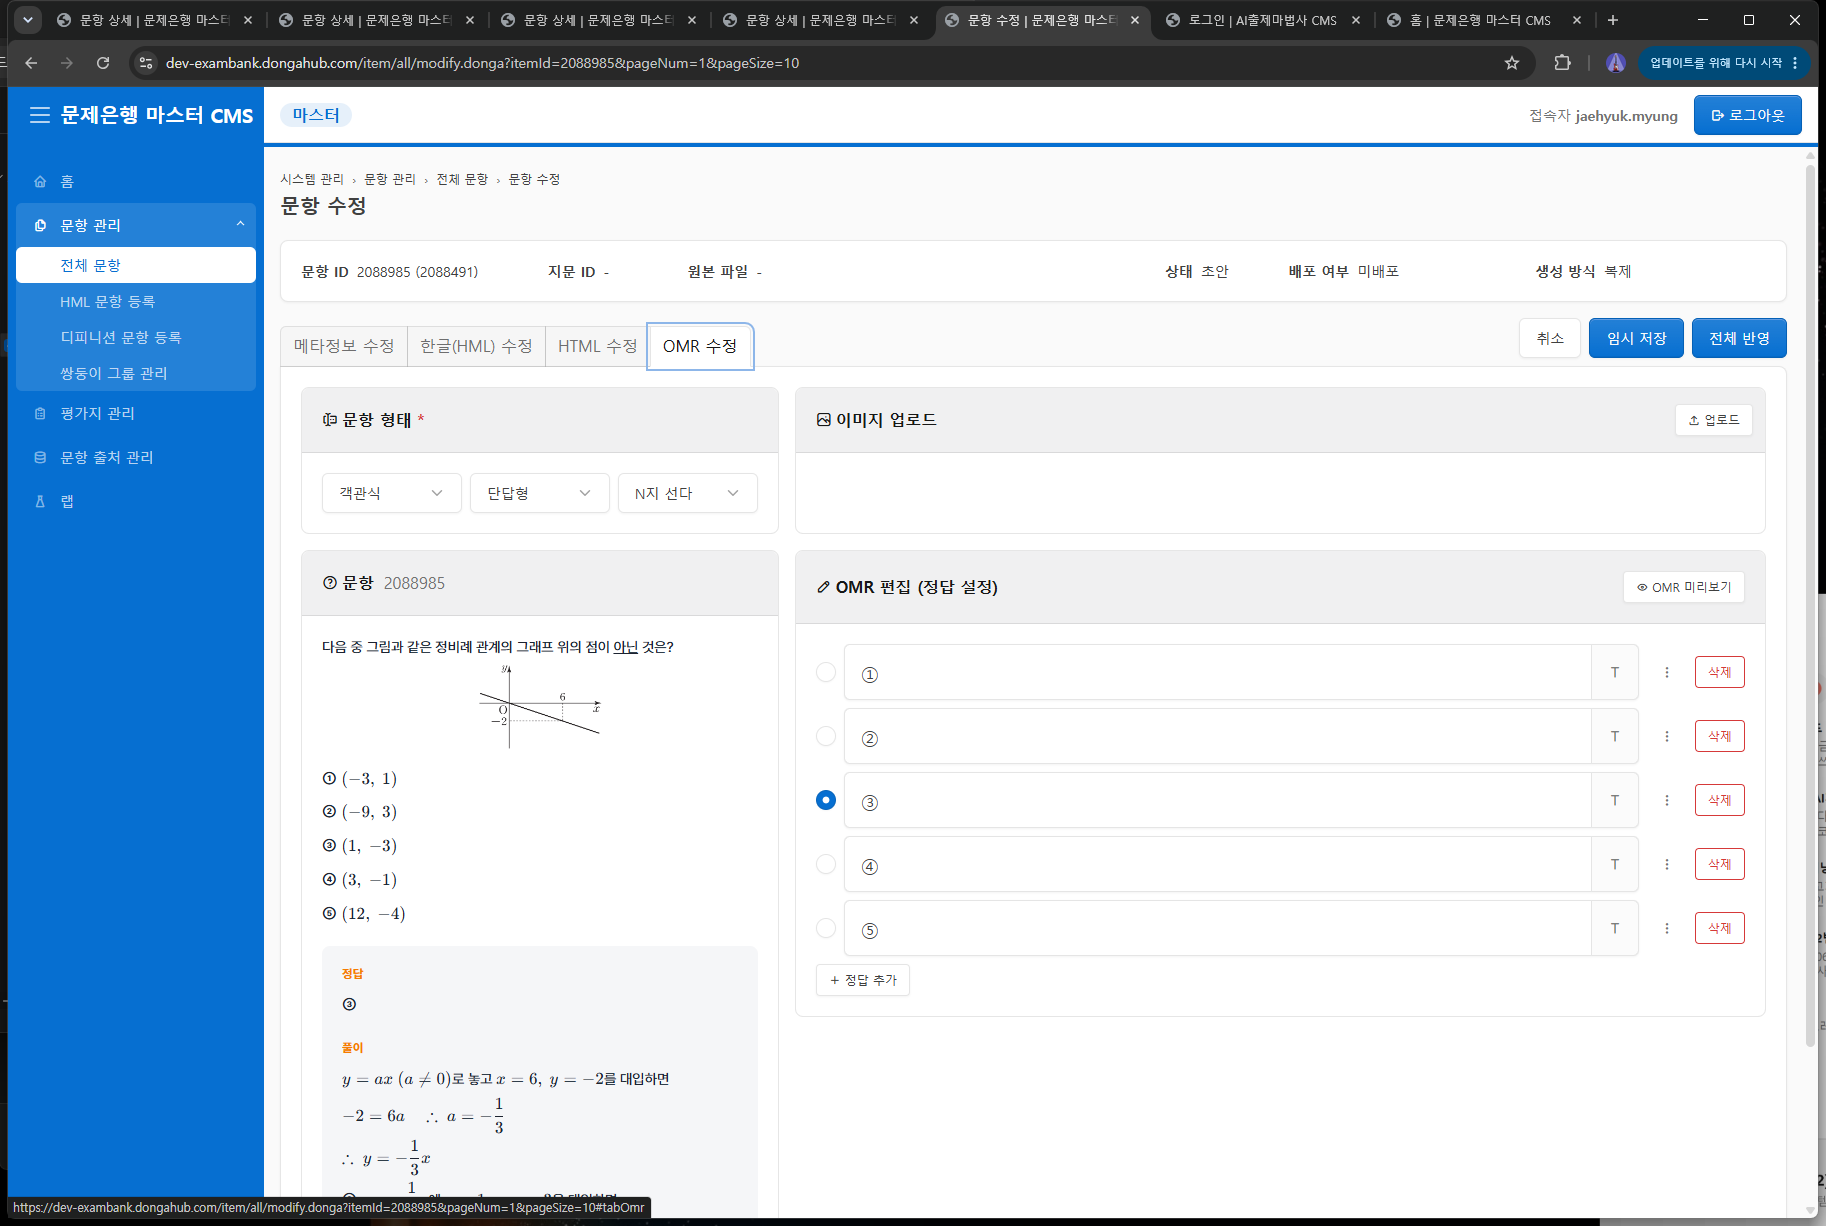 문항 상세 | 문제은행 마스터
문항 상세 | 문제은행 마스터
문항 상세 | 문제은행 마스터
문항 상세 | 문제은행 마스터
문항 수정 | 문제은행 마스터
로그인 | AI출제마법사 CMS
홈 | 문제은행 마스터 CMS
dev-exambank.dongahub.com/item/all/modify.donga?itemId=2088985&pageNum=1&pageSize=10
업데이트를 위해 다시 시작
문제은행 마스터 CMS
마스터
접속자 jaehyuk.myung
로그아웃
홈
문항 관리
전체 문항
HML 문항 등록
디피니션 문항 등록
쌍둥이 그룹 관리
평가지 관리
문항 출처 관리
랩
시스템 관리 › 문항 관리 › 전체 문항 › 문항 수정
문항 수정
문항 ID 2088985 (2088491)
지문 ID -
원본 파일 -
상태 초안
배포 여부 미배포
생성 방식 복제
메타정보 수정
한글(HML) 수정
HTML 수정
OMR 수정
취소
임시 저장
전체 반영
문항 형태 *
객관식
단답형
N지 선다
이미지 업로드
업로드
문항 2088985
다음 중 그림과 같은 정비례 관계의 그래프 위의 점이 아닌 것은?
y
6
O
x
−2
① (−3, 1)
② (−9, 3)
③ (1, −3)
④ (3, −1)
⑤ (12, −4)
정답
③
풀이
y = ax (a ≠ 0)로 놓고 x = 6, y = −2를 대입하면
−2 = 6a ∴ a = −1/3
∴ y = −1/3x
OMR 편집 (정답 설정)
OMR 미리보기
① T 삭제
② T 삭제
③ T 삭제
④ T 삭제
⑤ T 삭제
+ 정답 추가
https://dev-exambank.dongahub.com/item/all/modify.donga?itemId=2088985&pageNum=1&pageSize=10#tabOmr